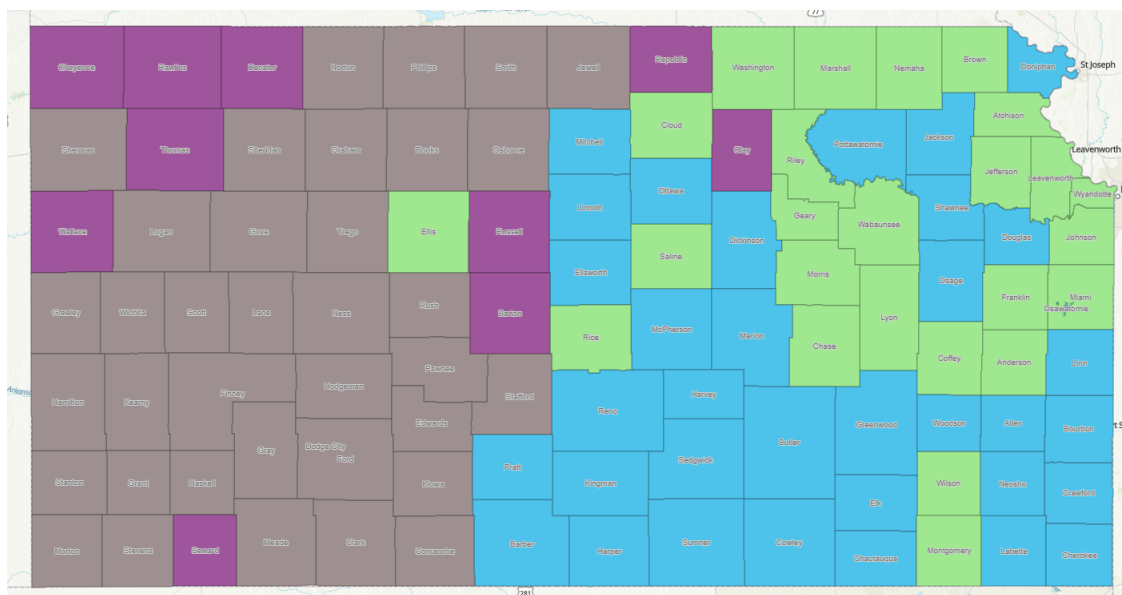 77
Cheyenne
Rawlins
Decatur
Norton
Phillips
Smith
Jewell
Republic
Washington
Marshall
Nemaha
Brown
Doniphan
St Joseph
Sherman
Thomas
Sheridan
Graham
Rooks
Osborne
Mitchell
Cloud
Clay
Riley
Pottawatomie
Jackson
Atchison
Leavenworth
Jefferson
Leavenworth
Wyandotte
Wallace
Logan
Gove
Trego
Ellis
Russell
Lincoln
Ottawa
Saline
Dickinson
Geary
Wabaunsee
Shawnee
Douglas
Johnson
Greeley
Wichita
Scott
Lane
Ness
Rush
Barton
Ellsworth
Rice
McPherson
Marion
Morris
Chase
Lyon
Osage
Franklin
Miami
Osawatomie
Coffey
Anderson
Linn
Hamilton
Kearny
Finney
Hodgeman
Pawnee
Stafford
Edwards
Gray
Dodge City
Ford
Reno
Harvey
Sedgwick
Butler
Greenwood
Woodson
Allen
Bourbon
Stanton
Grant
Haskell
Kiowa
Pratt
Kingman
Elk
Wilson
Neosho
Crawford
Morton
Stevens
Seward
Meade
Clark
Comanche
Barber
Harper
Sumner
Cowley
Chautauqua
Montgomery
Labette
Cherokee
281